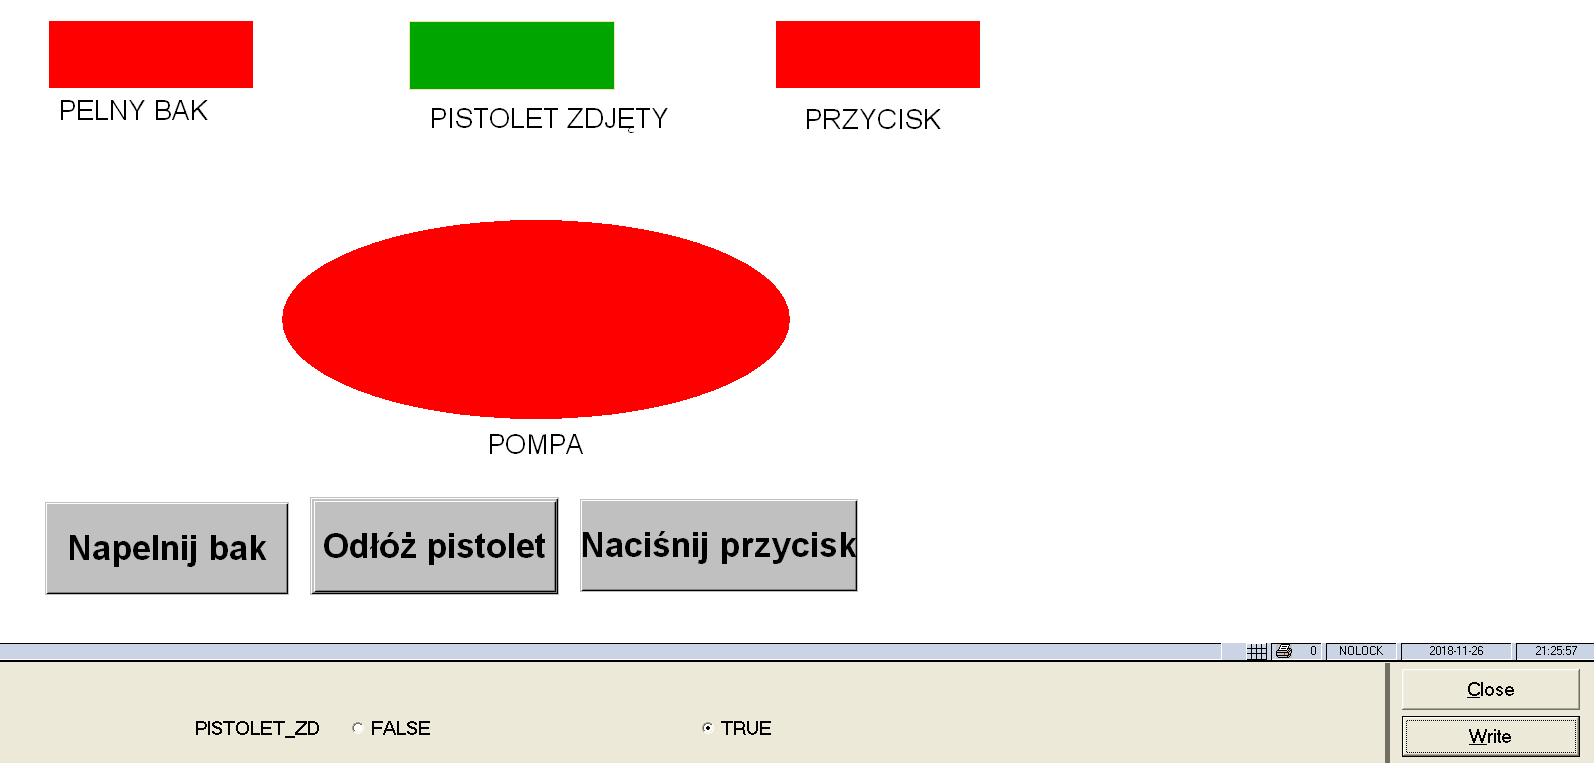 PELNY BAK
PISTOLET ZDJĘTY
PRZYCISK
POMPA
Napelnij bak
Odłóż pistolet
Naciśnij przycisk
0 NOLOCK 2018-11-26 21:25:57
Close
PISTOLET_ZD FALSE TRUE
Write